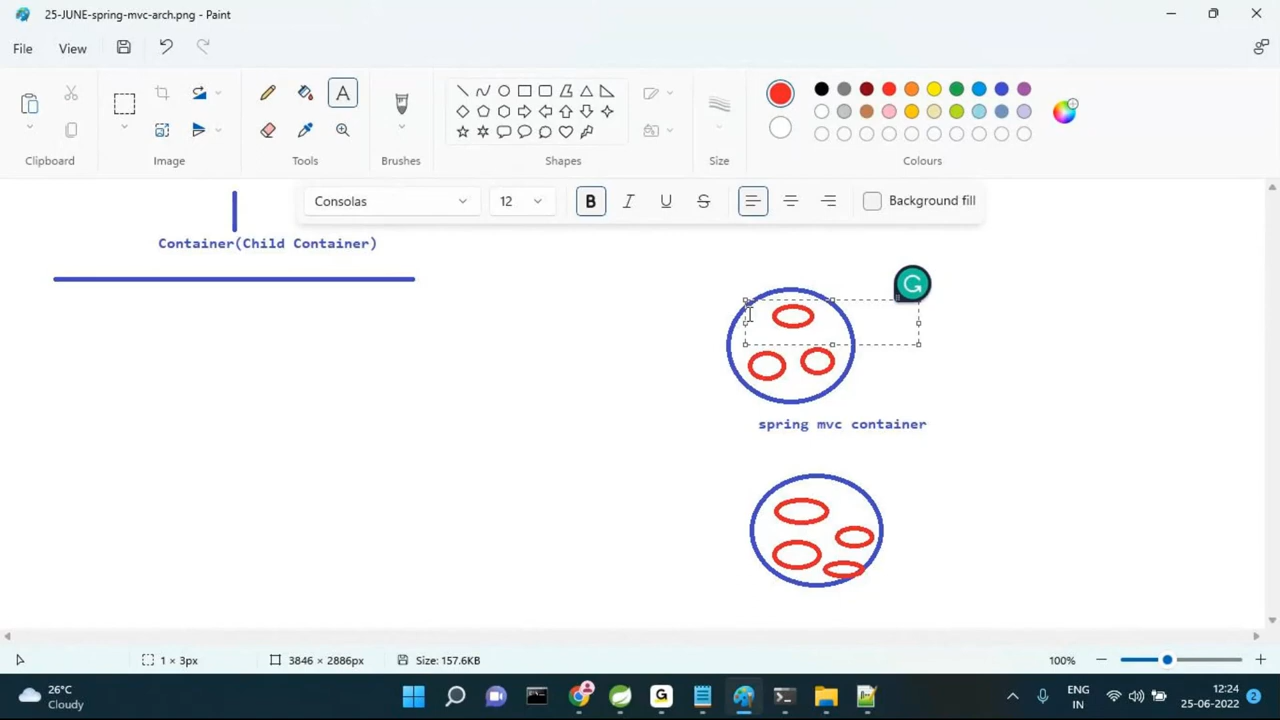 25-JUNE-spring-mvc-arch.png - Paint
File
View
Clipboard
Image
Tools
Brushes
Shapes
Size
Colours
Consolas
12
B
I
U
S
Background fill
Container(Child Container)
spring mvc container
1 × 3px
3846 × 2886px
Size: 157.6KB
100%
26°C
Cloudy
ENG
IN
12:24
25-06-2022
2